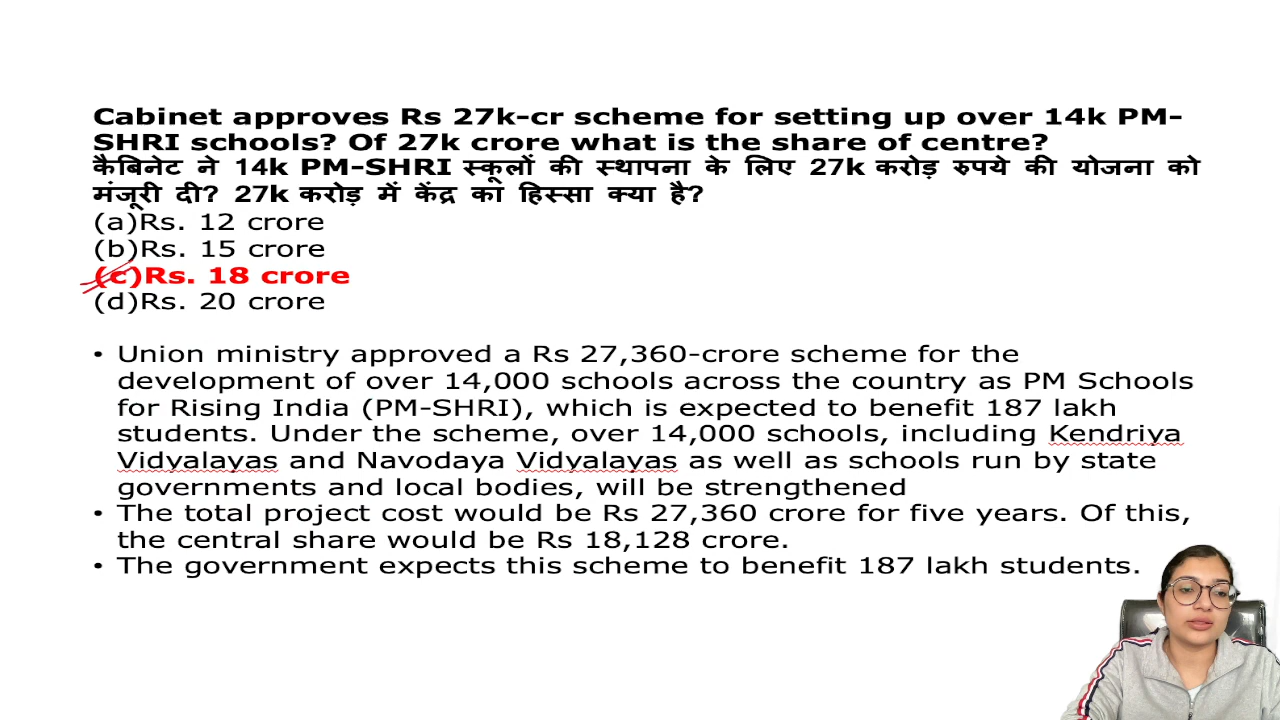 Cabinet approves Rs 27k-cr scheme for setting up over 14k PM-
SHRI schools? Of 27k crore what is the share of centre?
कैबिनेट ने 14k PM-SHRI स्कूलों की स्थापना के लिए 27k करोड़ रुपये की योजना को
मंजूरी दी? 27k करोड़ में केंद्र का हिस्सा क्या है?
(a)Rs. 12 crore
(b)Rs. 15 crore
(c)Rs. 18 crore
(d)Rs. 20 crore
• Union ministry approved a Rs 27,360-crore scheme for the
development of over 14,000 schools across the country as PM Schools
for Rising India (PM-SHRI), which is expected to benefit 187 lakh
students. Under the scheme, over 14,000 schools, including Kendriya
Vidyalayas and Navodaya Vidyalayas as well as schools run by state
governments and local bodies, will be strengthened
• The total project cost would be Rs 27,360 crore for five years. Of this,
the central share would be Rs 18,128 crore.
• The government expects this scheme to benefit 187 lakh students.